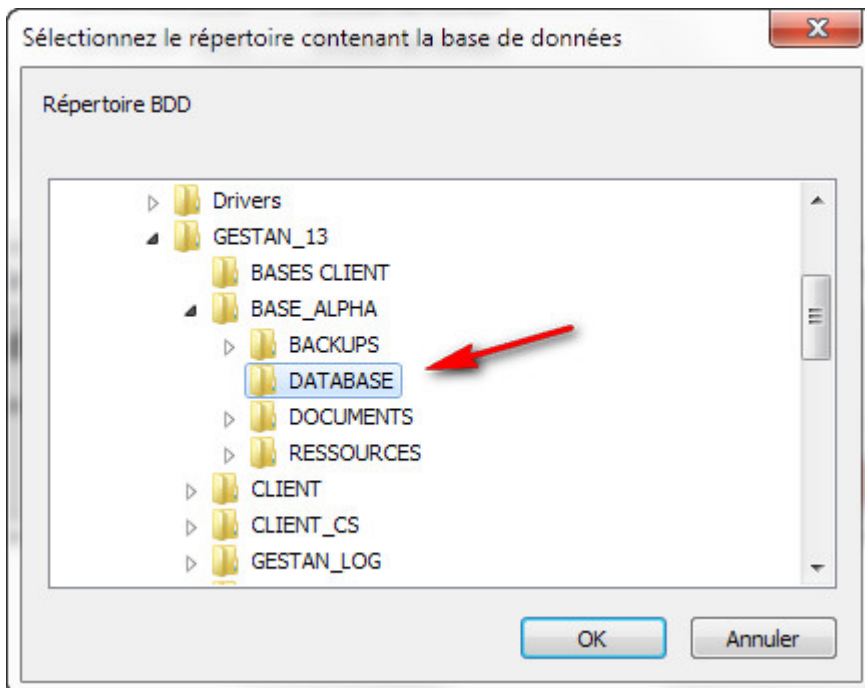 Sélectionnez le répertoire contenant la base de données
Répertoire BDD
Drivers
GESTAN_13
BASES CLIENT
BASE_ALPHA
BACKUPS
DATABASE
DOCUMENTS
RESSOURCES
CLIENT
CLIENT_CS
GESTAN_LOG
OK
Annuler